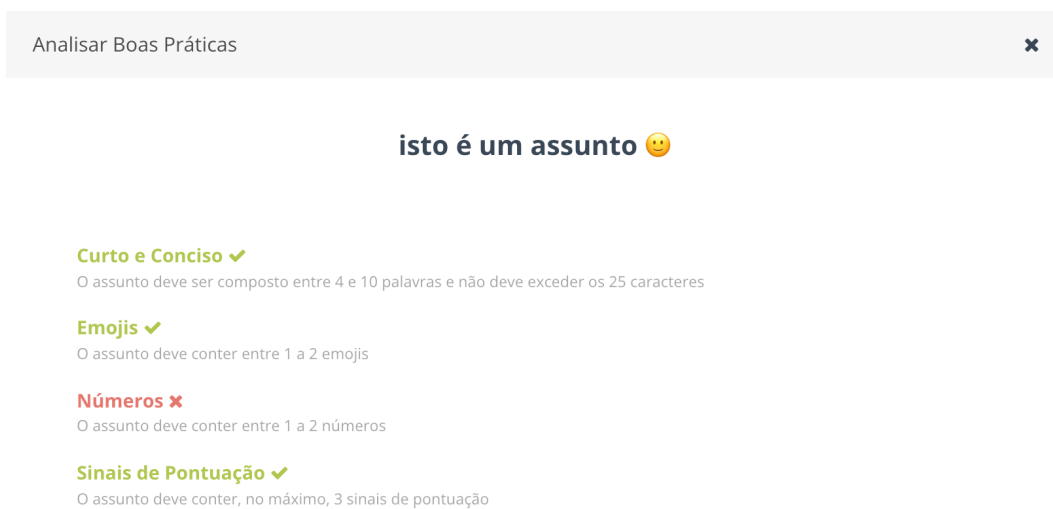 Analisar Boas Práticas
isto é um assunto 🙂
Curto e Conciso
O assunto deve ser composto entre 4 e 10 palavras e não deve exceder os 25 caracteres
Emojis
O assunto deve conter entre 1 a 2 emojis
Números
O assunto deve conter entre 1 a 2 números
Sinais de Pontuação
O assunto deve conter, no máximo, 3 sinais de pontuação